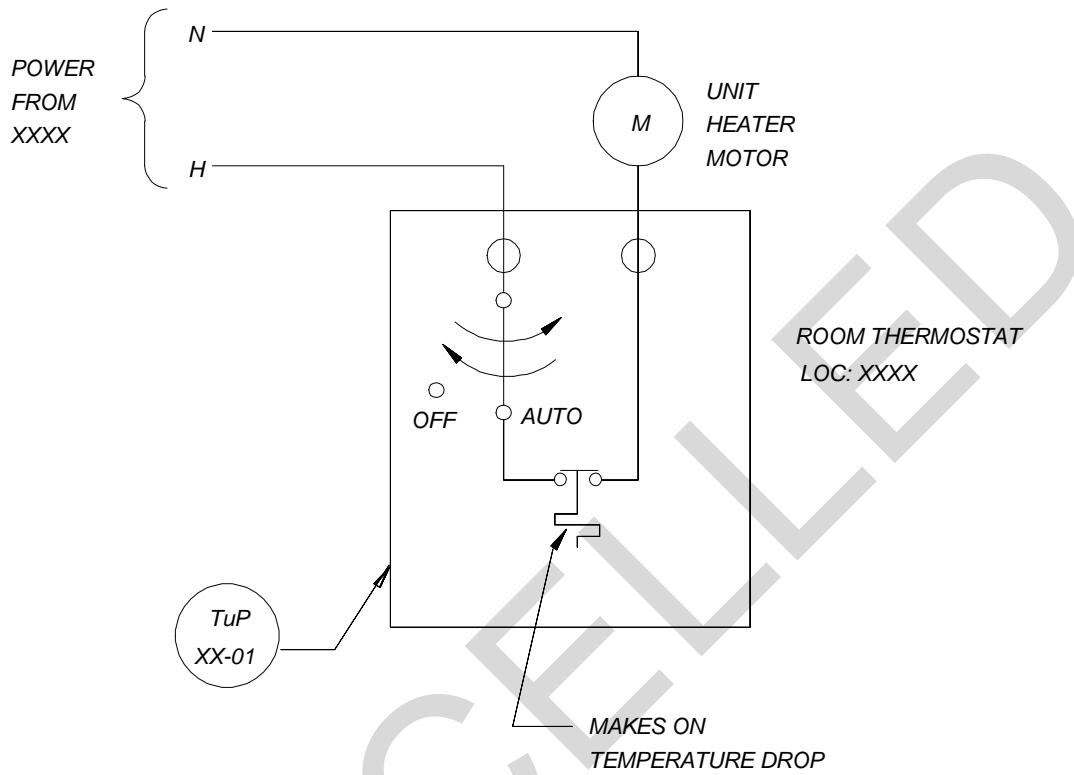 N
POWER
FROM
XXXX
H
M
UNIT
HEATER
MOTOR
ROOM THERMOSTAT
LOC: XXXX
OFF
AUTO
TuP
XX-01
MAKES ON
TEMPERATURE DROP
CELLED